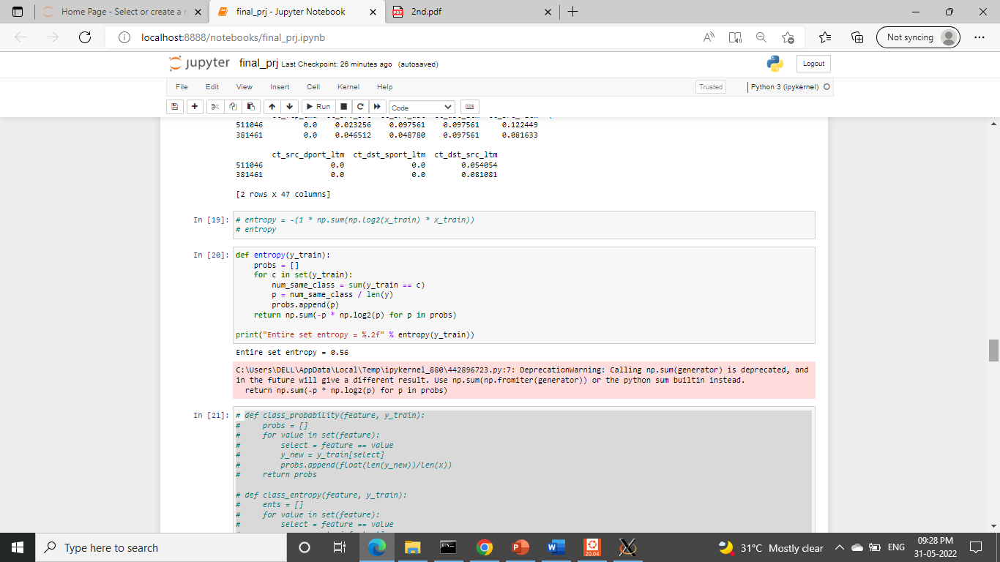 Home Page - Select or create a n
final_prj - Jupyter Notebook
2nd.pdf
localhost:8888/notebooks/final_prj.ipynb
Not syncing
jupyter final_prj Last Checkpoint: 26 minutes ago (autosaved)
Logout
File Edit View Insert Cell Kernel Help
Trusted
Python 3 (ipykernel)
Run
Code
511046 0.0 0.023256 0.097561 0.097561 0.122449
381461 0.0 0.046512 0.048780 0.097561 0.081633
ct_src_dport_ltm ct_dst_sport_ltm ct_dst_src_ltm
511046 0.0 0.0 0.054054
381461 0.0 0.0 0.081081
[2 rows x 47 columns]
In [19]: # entropy = -(1 * np.sum(np.log2(x_train) * x_train))
# entropy
In [20]: def entropy(y_train):
probs = []
for c in set(y_train):
num_same_class = sum(y_train == c)
p = num_same_class / len(y)
probs.append(p)
return np.sum(-p * np.log2(p) for p in probs)
print("Entire set entropy = %.2f" % entropy(y_train))
Entire set entropy = 0.56
C:\Users\DELL\AppData\Local\Temp\ipykernel_880\442896723.py:7: DeprecationWarning: Calling np.sum(generator) is deprecated, and
in the future will give a different result. Use np.sum(np.fromiter(generator)) or the python sum builtin instead.
return np.sum(-p * np.log2(p) for p in probs)
In [21]: # def class_probability(feature, y_train):
# probs = []
# for value in set(feature):
# select = feature == value
# y_new = y_train[select]
# probs.append(float(len(y_new))/len(x))
# return probs
# def class_entropy(feature, y_train):
# ents = []
# for value in set(feature):
# select = feature == value
Type here to search
20.04
31°C Mostly clear
ENG
09:28 PM
31-05-2022